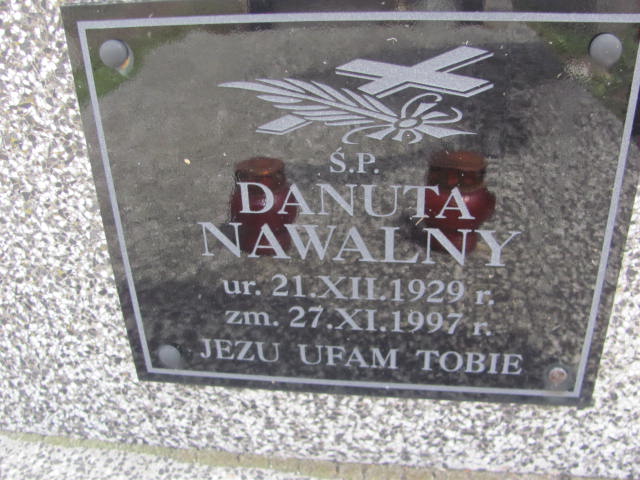 Ś.P.
DANUTA
NAWALNY
ur. 21.XII.1929 r.
zm. 27.XI.1997 r.
JEZU UFAM TOBIE